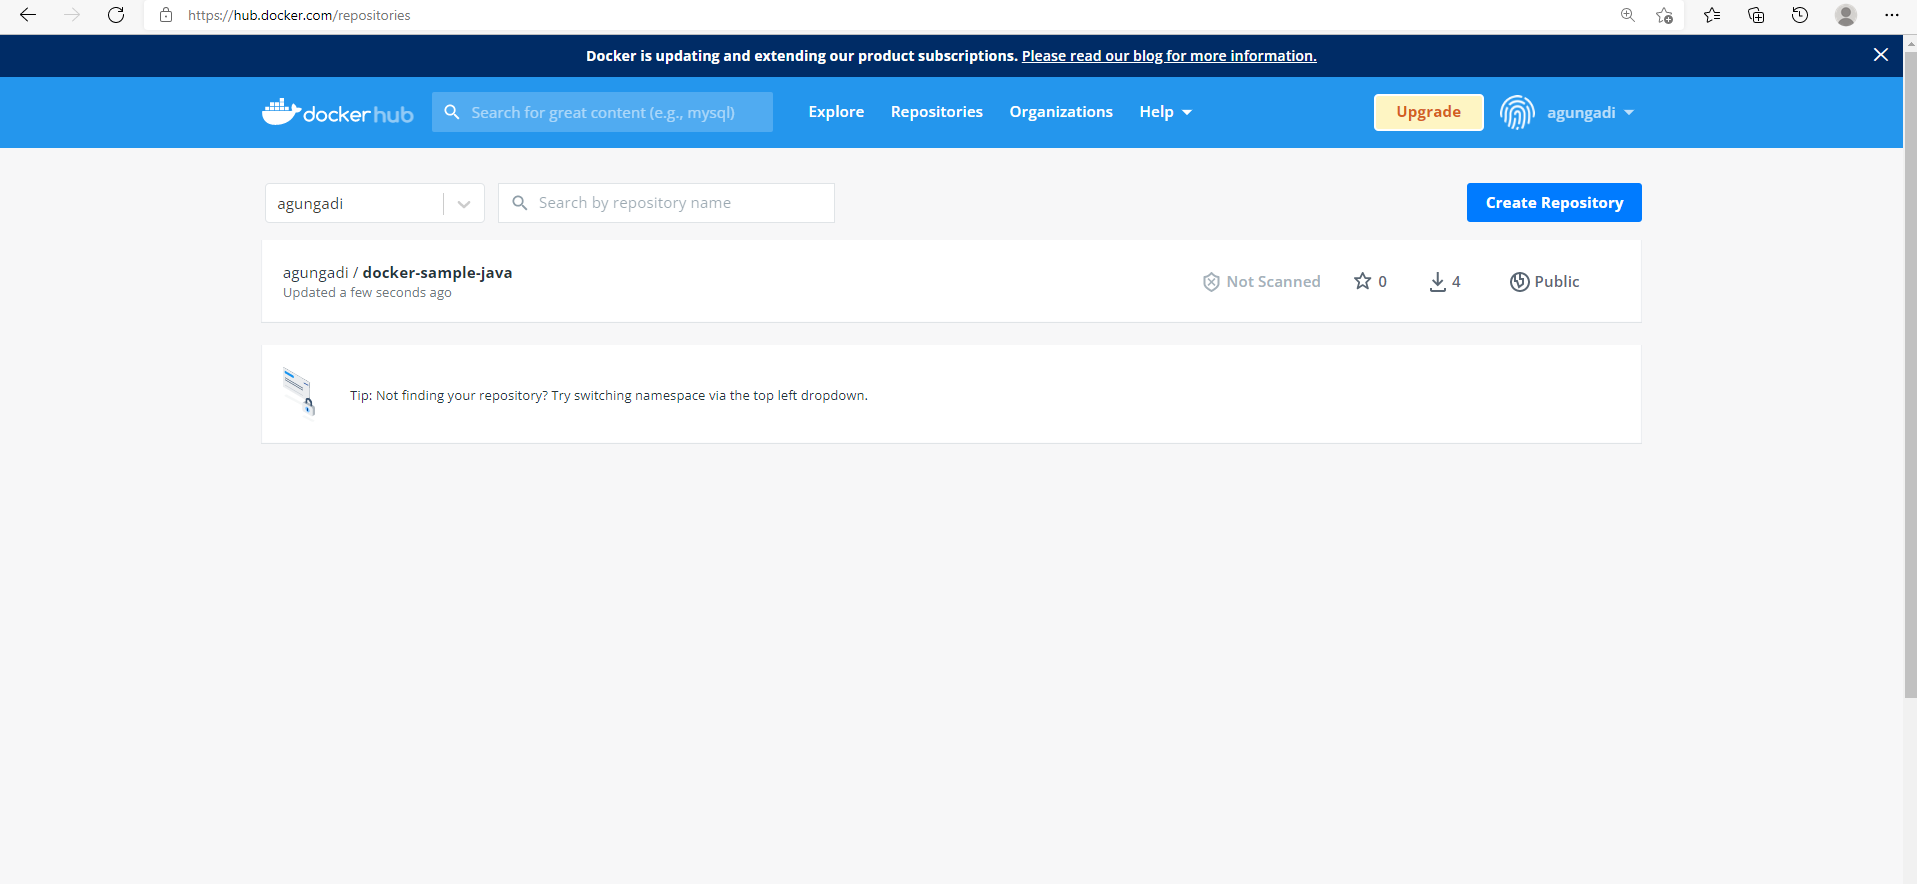 https://hub.docker.com/repositories
Docker is updating and extending our product subscriptions. Please read our blog for more information.
docker hub
Search for great content (e.g., mysql)
Explore
Repositories
Organizations
Help
Upgrade
agungadi
agungadi
Search by repository name
Create Repository
agungadi / docker-sample-java
Updated a few seconds ago
Not Scanned
0
4
Public
Tip: Not finding your repository? Try switching namespace via the top left dropdown.